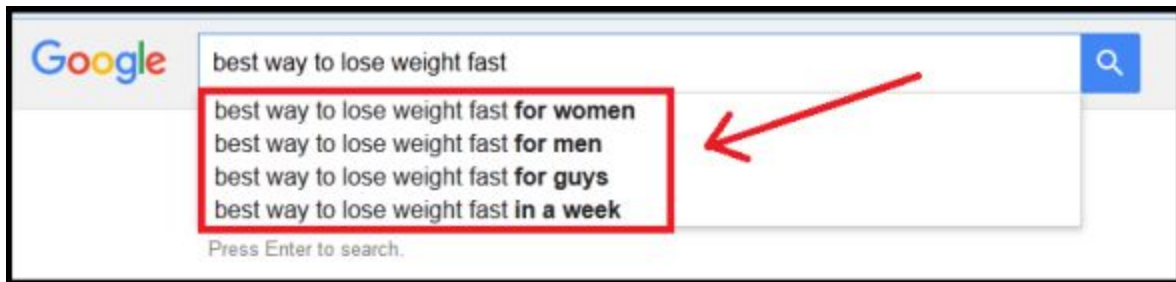 Google
best way to lose weight fast
best way to lose weight fast for women
best way to lose weight fast for men
best way to lose weight fast for guys
best way to lose weight fast in a week
Press Enter to search.